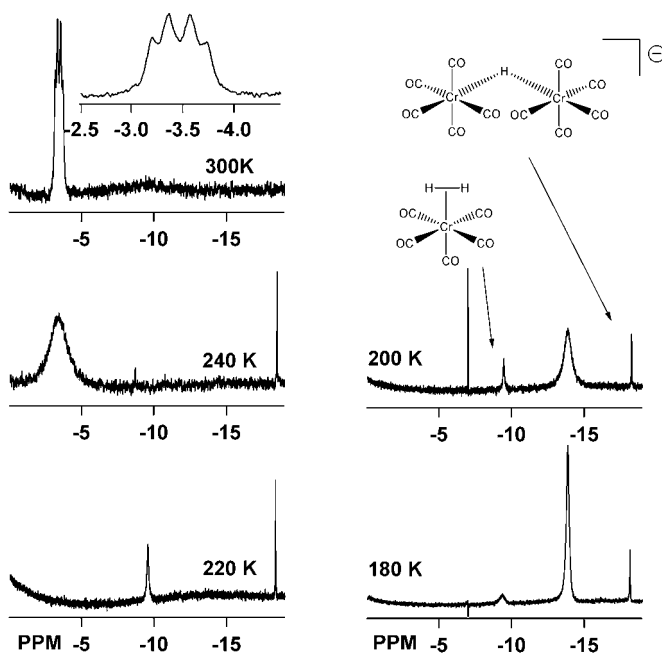 -2.5 -3.0 -3.5 -4.0
300K
-5 -10 -15
240 K
-5 -10 -15
220 K
PPM -5 -10 -15
⊖
CO H CO
OC CO CO
Cr Cr
OC CO OC CO
CO CO
H H
OC CO
Cr
OC CO
CO
200 K
-5 -10 -15
180 K
PPM -5 -10 -15